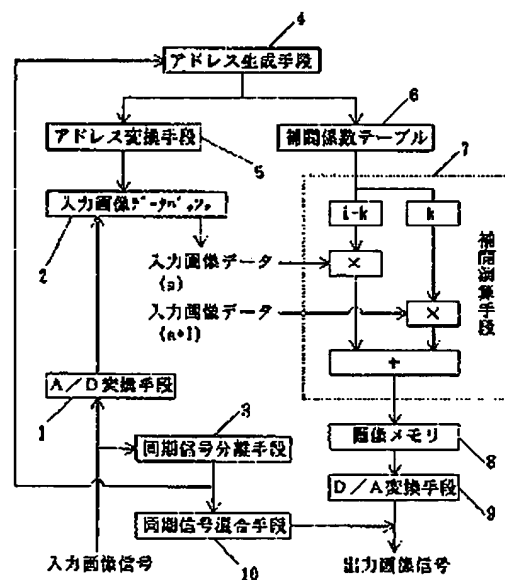 4
アドレス生成手段
6
アドレス変換手段
補間係数テーブル
5
7
入力画像データバッファ
i-k
k
補間演算手段
2
入力画像データ
(n)
×
入力画像データ
(n+1)
×
+
A/D変換手段
1
3
同期信号分離手段
画像メモリ
8
D/A変換手段
9
同期信号混合手段
入力画像信号
10
出力画像信号